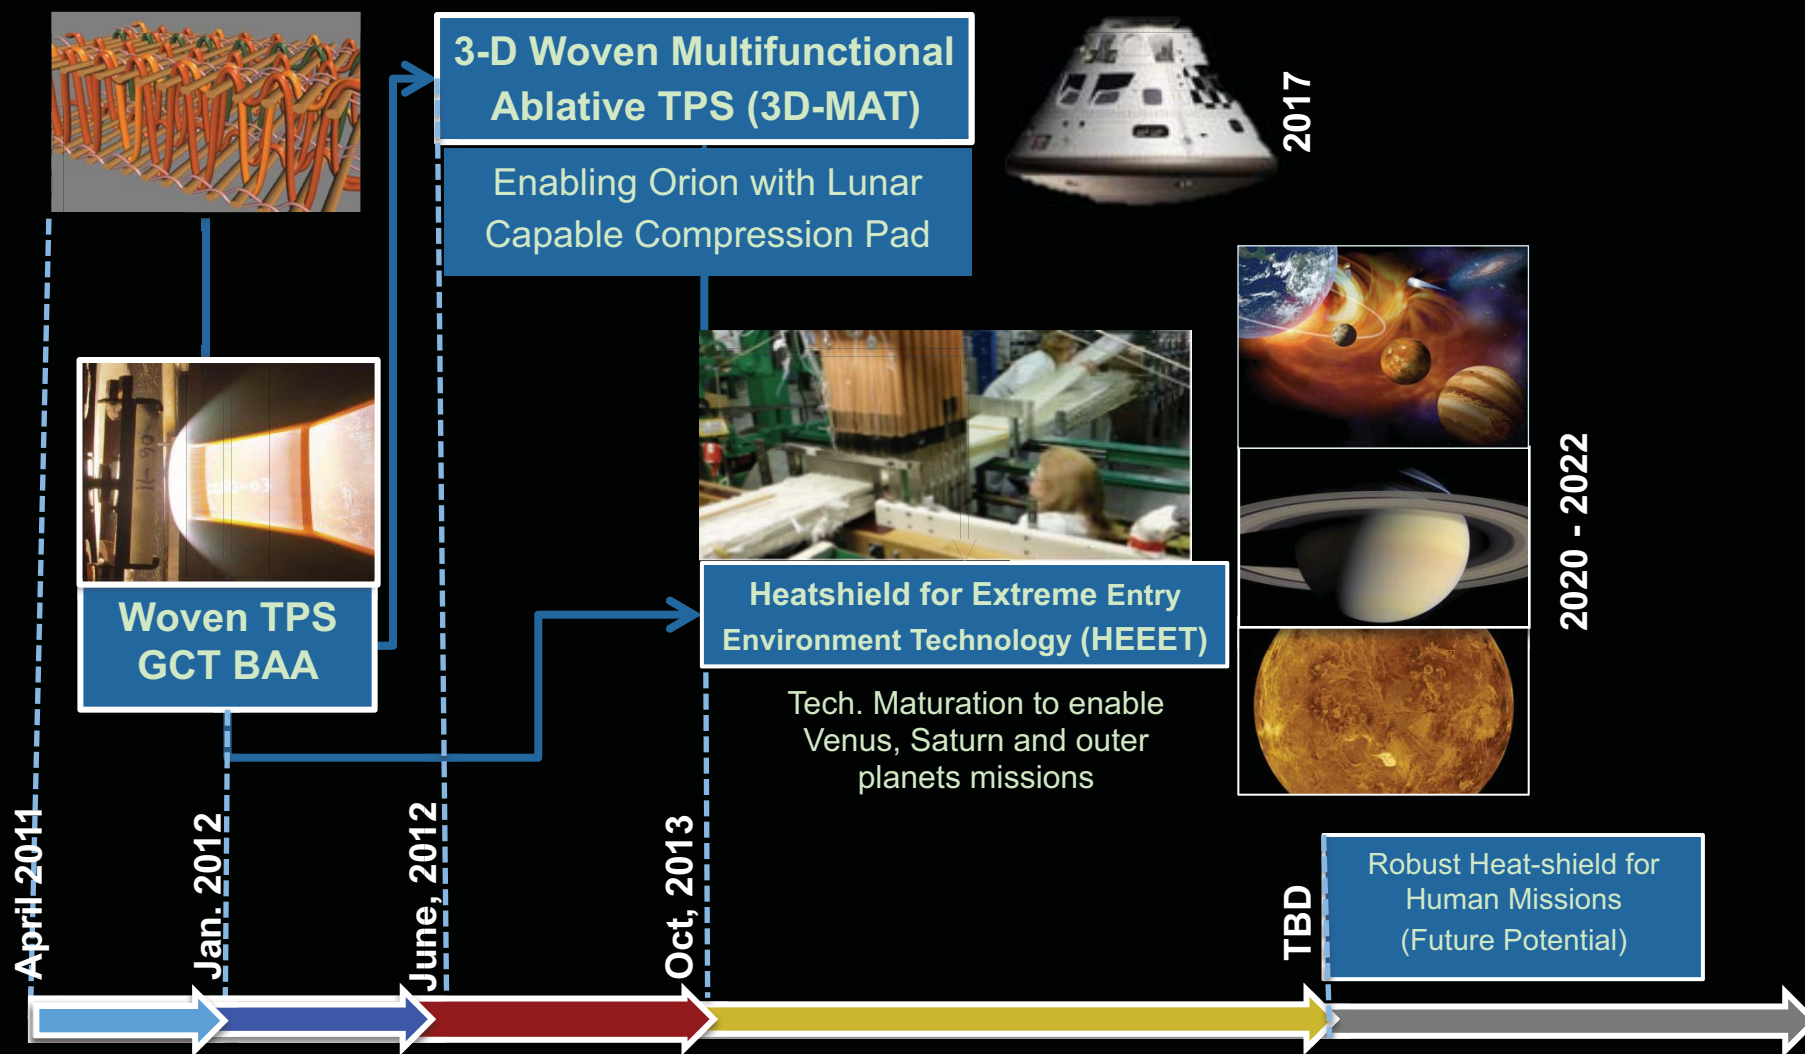 3-D Woven Multifunctional
Ablative TPS (3D-MAT)
Enabling Orion with Lunar
Capable Compression Pad
2017
Woven TPS
GCT BAA
Heatshield for Extreme Entry
Environment Technology (HEEET)
Tech. Maturation to enable
Venus, Saturn and outer
planets missions
2020 - 2022
April 2011
Jan. 2012
June, 2012
Oct, 2013
TBD
Robust Heat-shield for
Human Missions
(Future Potential)